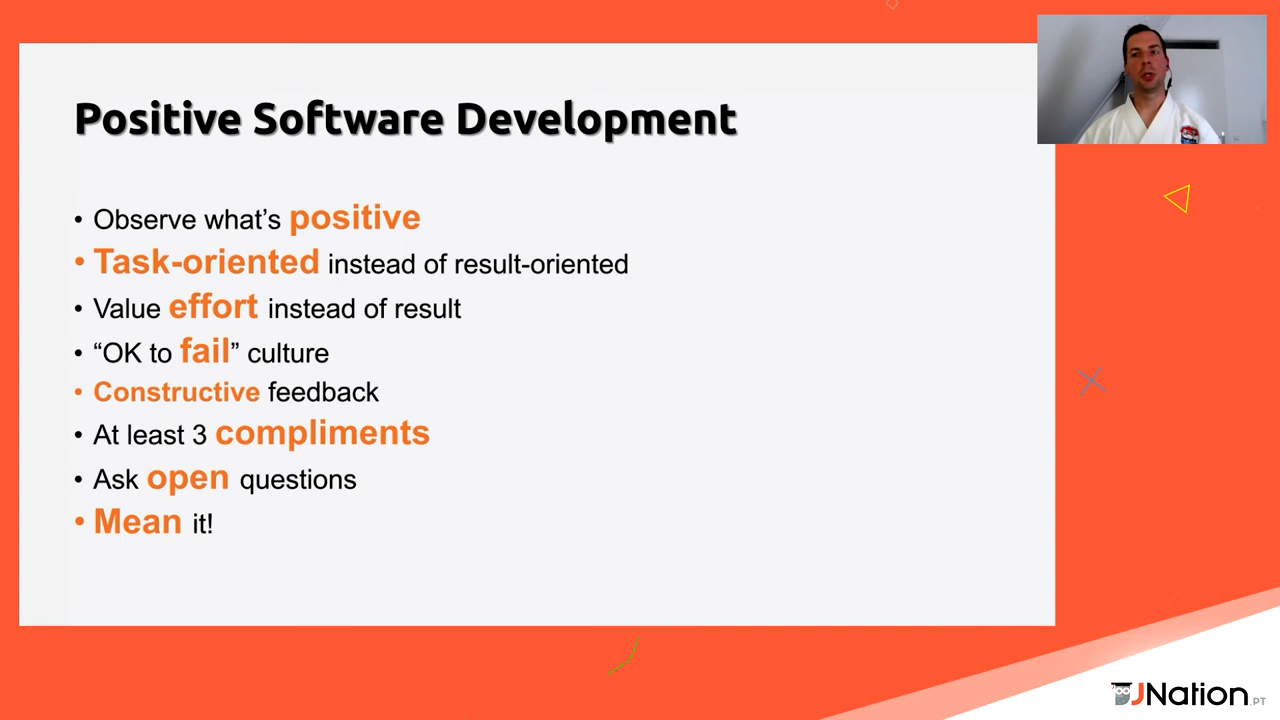 Positive Software Development
• Observe what’s positive
• Task-oriented instead of result-oriented
• Value effort instead of result
• “OK to fail” culture
• Constructive feedback
• At least 3 compliments
• Ask open questions
• Mean it!
JNation.PT